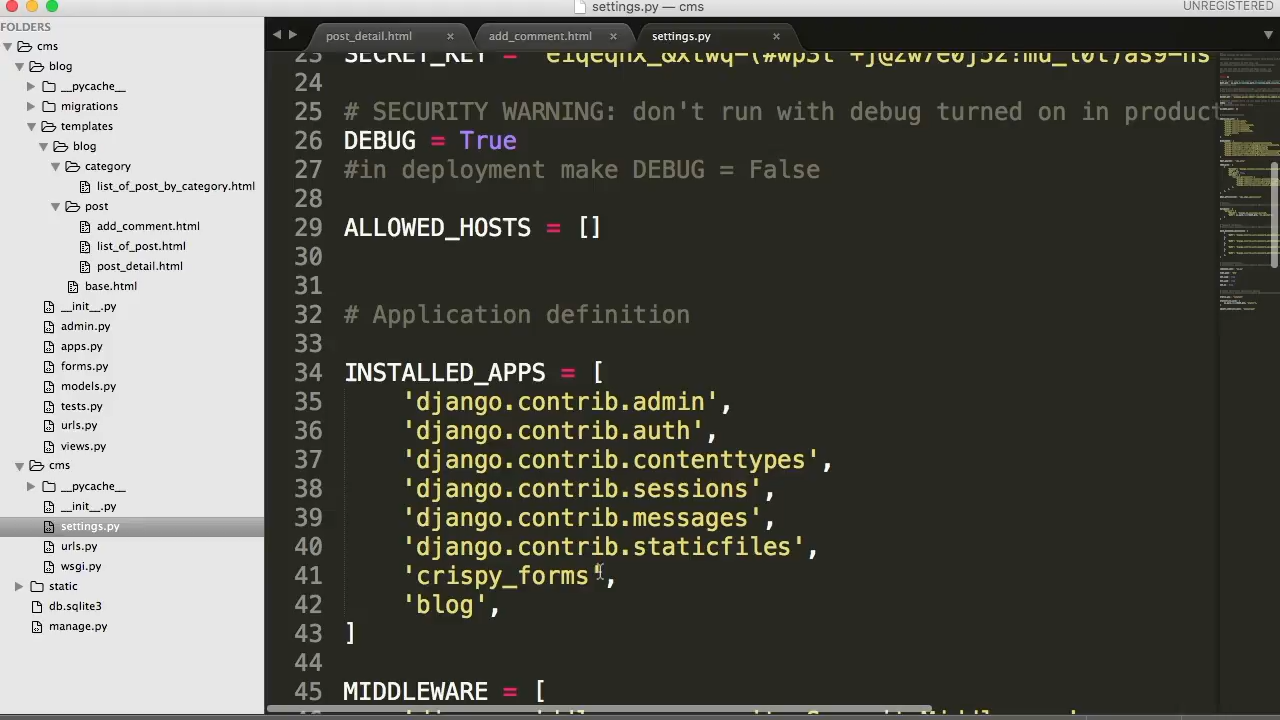 settings.py — cms
UNREGISTERED
FOLDERS
cms
blog
__pycache__
migrations
templates
blog
category
list_of_post_by_category.html
post
add_comment.html
list_of_post.html
post_detail.html
base.html
__init__.py
admin.py
apps.py
forms.py
models.py
tests.py
urls.py
views.py
cms
__pycache__
__init__.py
settings.py
urls.py
wsgi.py
static
db.sqlite3
manage.py
post_detail.html
add_comment.html
settings.py
23 SECRET_KEY =
24
25 # SECURITY WARNING: don't run with debug turned on in product
26 DEBUG = True
27 #in deployment make DEBUG = False
28
29 ALLOWED_HOSTS = []
30
31
32 # Application definition
33
34 INSTALLED_APPS = [
35 'django.contrib.admin',
36 'django.contrib.auth',
37 'django.contrib.contenttypes',
38 'django.contrib.sessions',
39 'django.contrib.messages',
40 'django.contrib.staticfiles',
41 'crispy_forms',
42 'blog',
43 ]
44
45 MIDDLEWARE = [